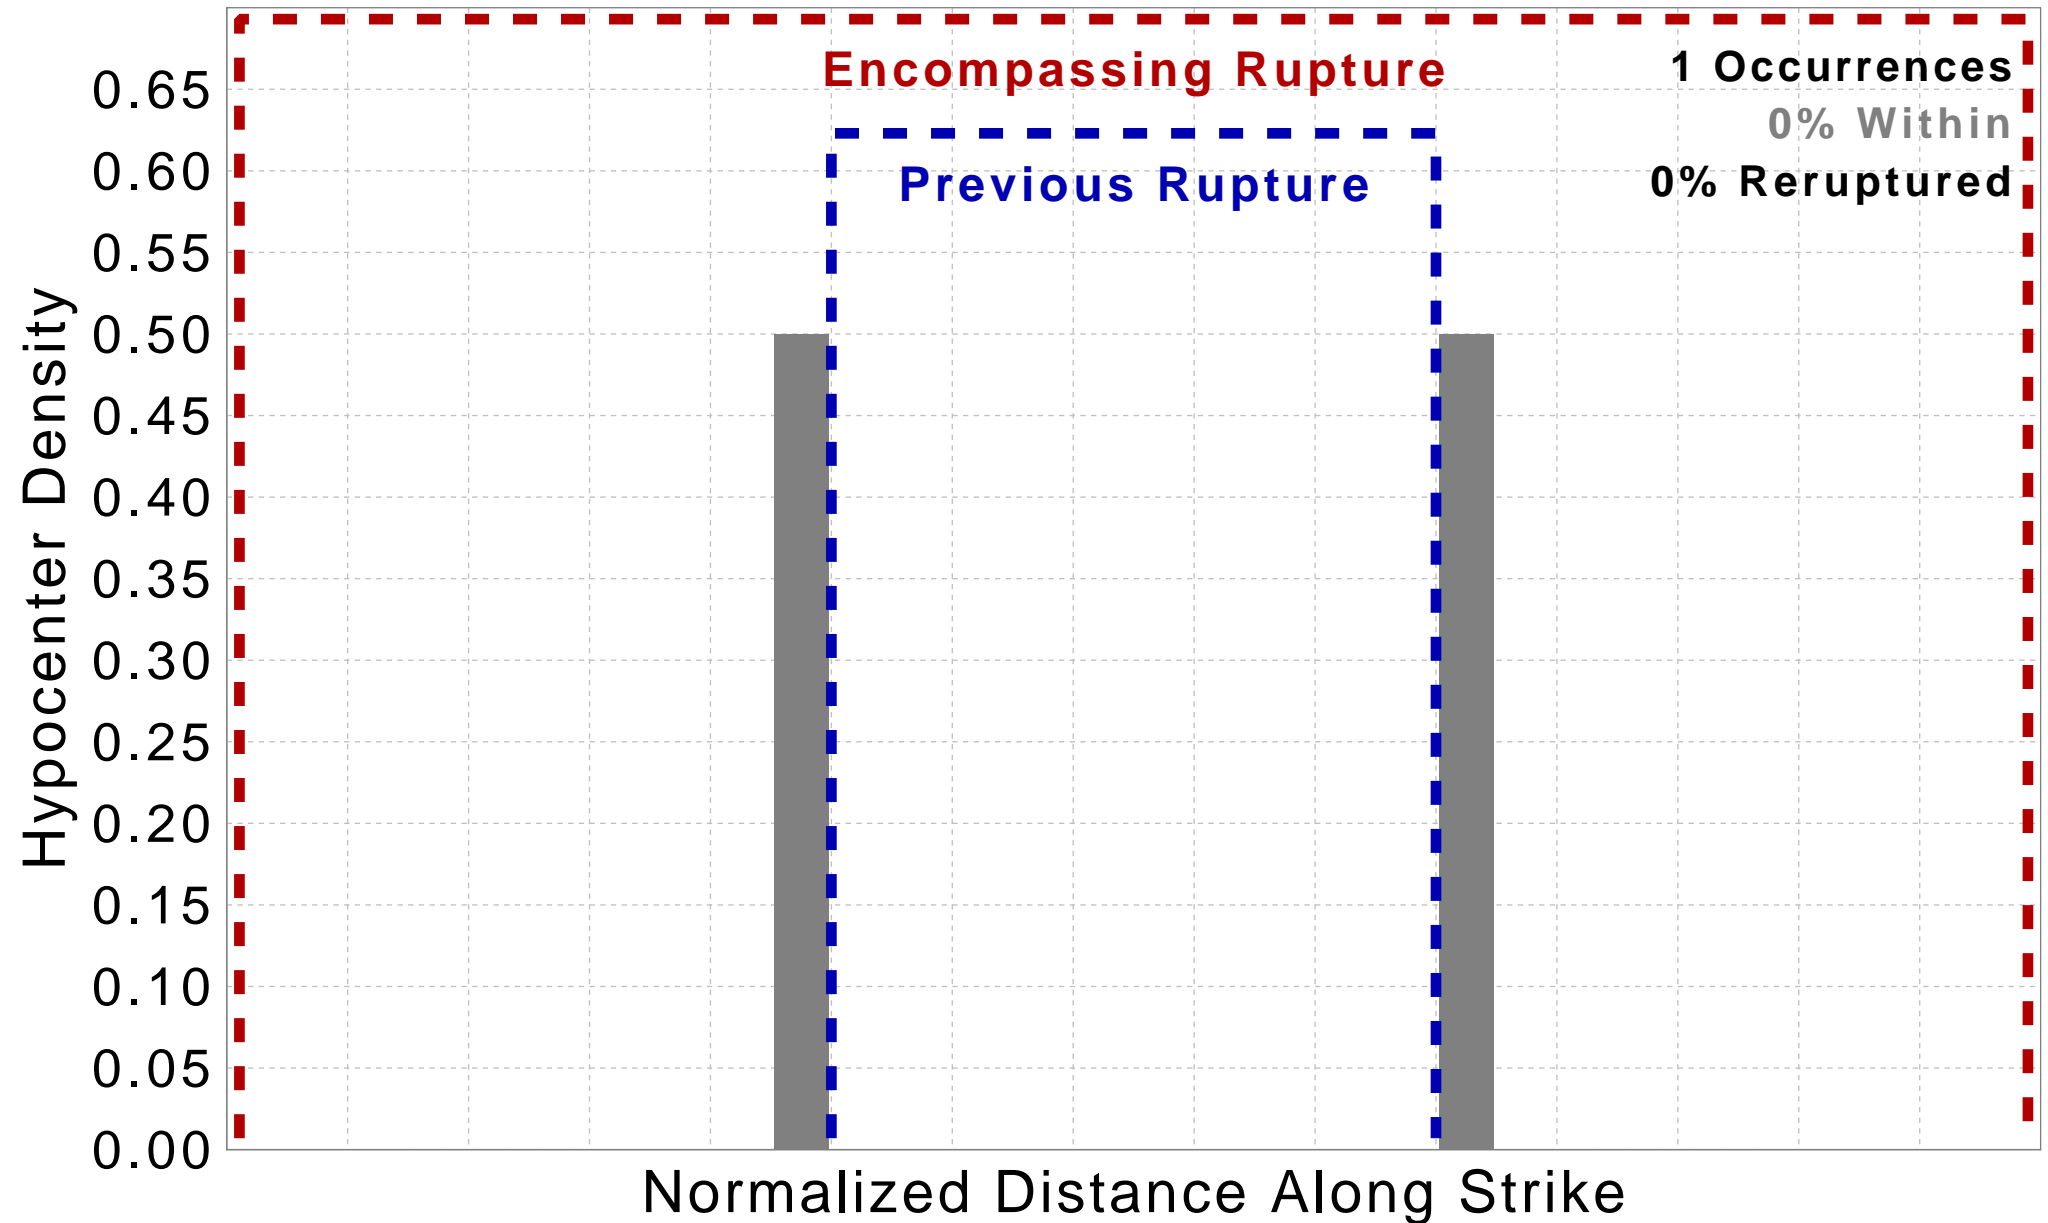 Encompassing Rupture
1 Occurrences
0% Within
0% Reruptured
Previous Rupture
Hypocenter Density
0.65
0.60
0.55
0.50
0.45
0.40
0.35
0.30
0.25
0.20
0.15
0.10
0.05
0.00
Normalized Distance Along Strike